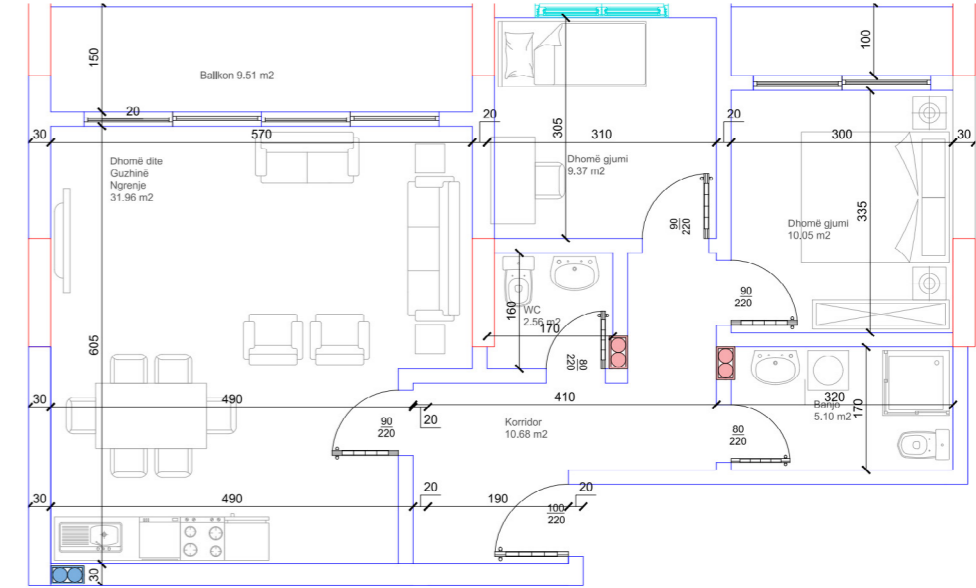 150
Ballkon 9.51 m2
100
20
30
570
20
305
310
20
300
30
Dhomë dite
Guzhinë
Ngrenje
31.96 m2
Dhomë gjumi
9.37 m2
90
220
335
Dhomë gjumi
10.05 m2
90
220
160
WC
2.56 m2
170
80
220
605
30
490
20
410
Korridor
10.68 m2
90
220
320
Banjo
5.10 m2
170
80
220
30
490
20
190
20
100
220
30